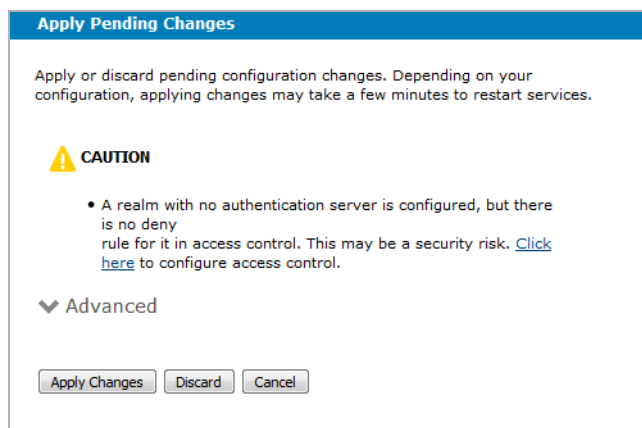 Apply Pending Changes
Apply or discard pending configuration changes. Depending on your
configuration, applying changes may take a few minutes to restart services.
CAUTION
• A realm with no authentication server is configured, but there
is no deny
rule for it in access control. This may be a security risk. Click
here to configure access control.
Advanced
Apply Changes Discard Cancel